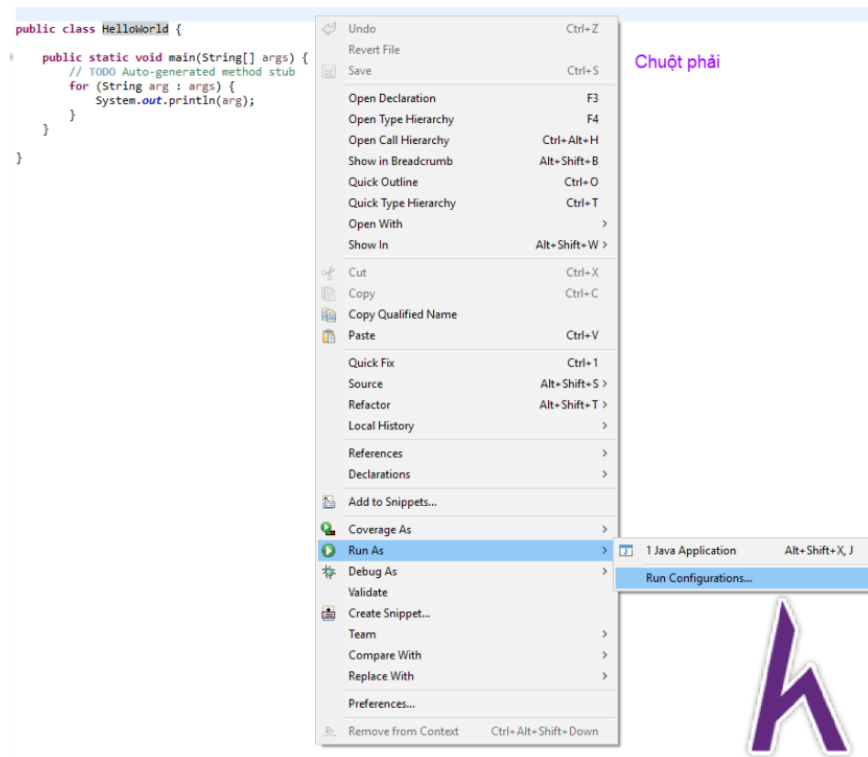 public class HelloWorld {
public static void main(String[] args) {
// TODO Auto-generated method stub
for (String arg : args) {
System.out.println(arg);
}
}
}
Undo Ctrl+Z
Revert File
Save Ctrl+S
Open Declaration F3
Open Type Hierarchy F4
Open Call Hierarchy Ctrl+Alt+H
Show in Breadcrumb Alt+Shift+B
Quick Outline Ctrl+O
Quick Type Hierarchy Ctrl+T
Open With >
Show In Alt+Shift+W >
Cut Ctrl+X
Copy Ctrl+C
Copy Qualified Name
Paste Ctrl+V
Quick Fix Ctrl+1
Source Alt+Shift+S >
Refactor Alt+Shift+T >
Local History >
References >
Declarations >
Add to Snippets...
Coverage As >
Run As >
Debug As >
Validate
Create Snippet...
Team >
Compare With >
Replace With >
Preferences...
Remove from Context Ctrl+Alt+Shift+Down
Chuột phải
1 Java Application Alt+Shift+X, J
Run Configurations...
h